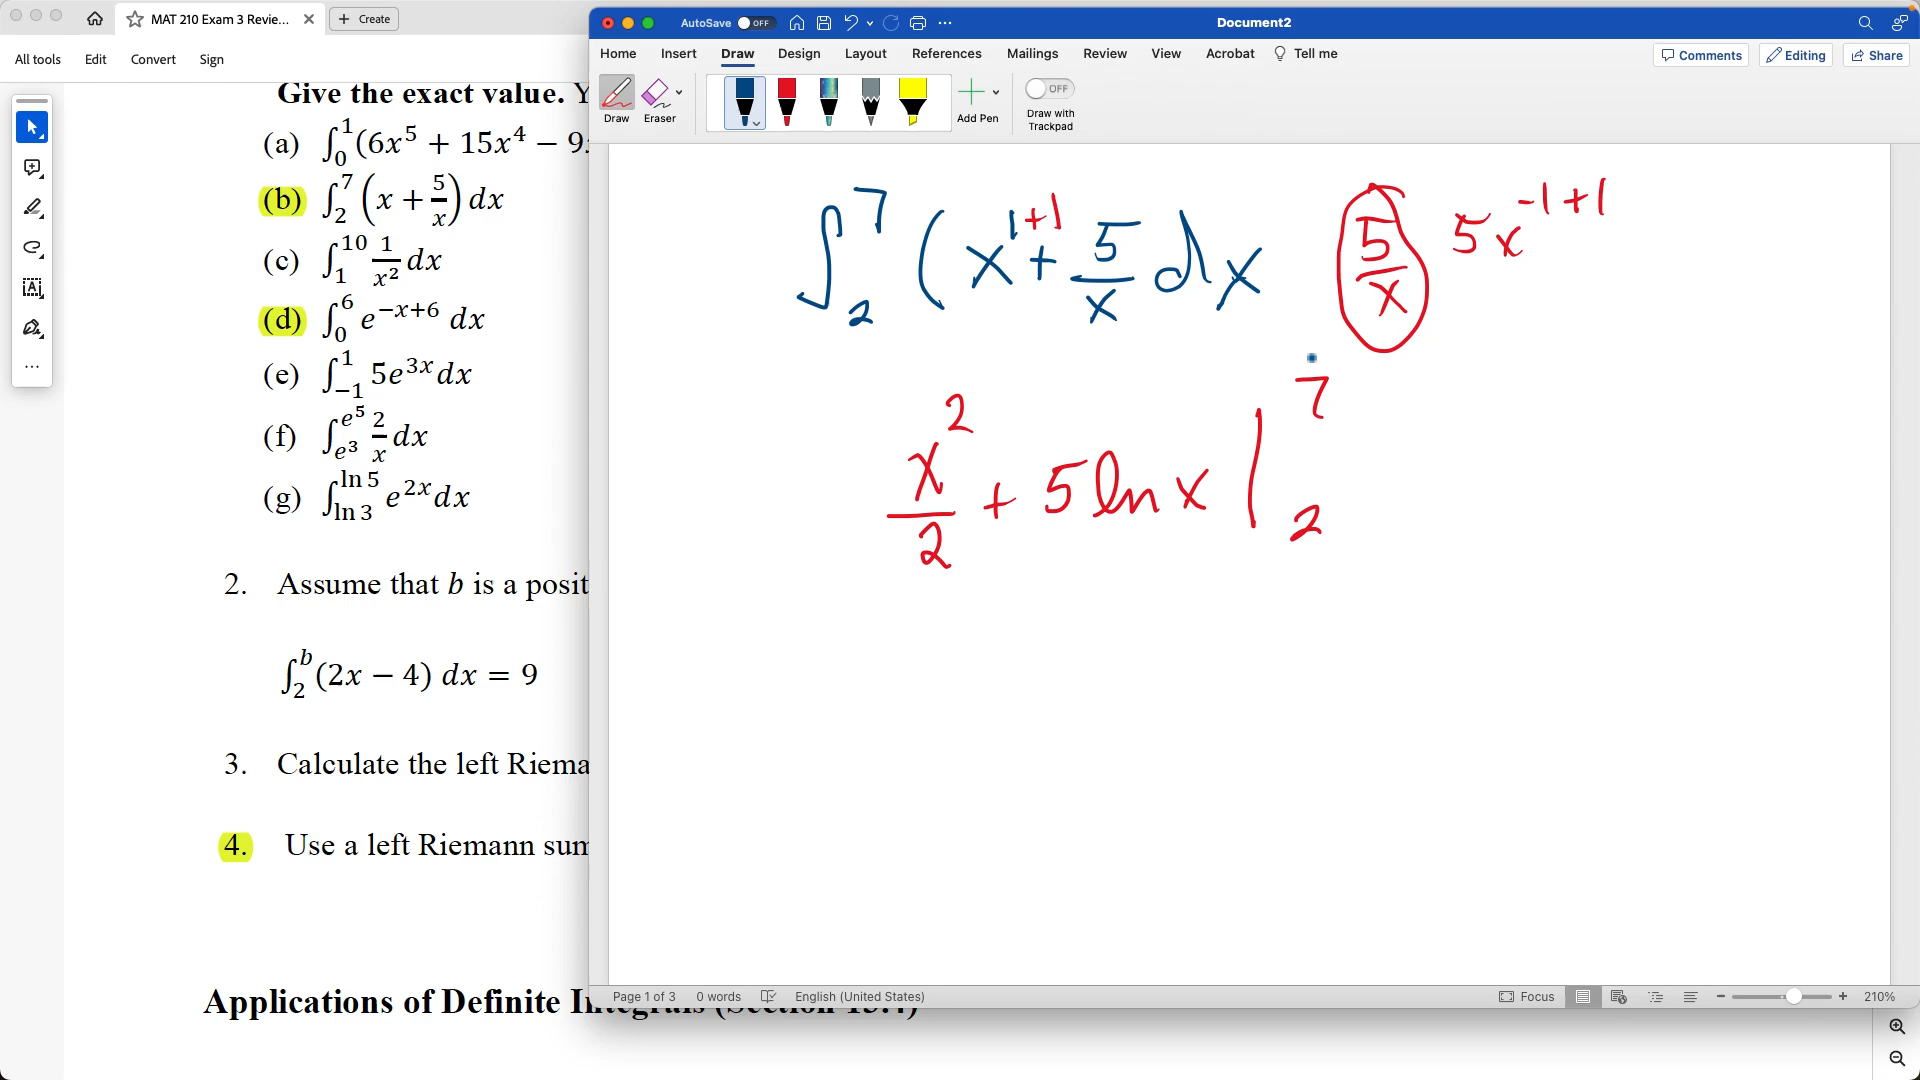 MAT 210 Exam 3 Revie...
Create
All tools Edit Convert Sign
Give the exact value. Y
(a) ∫₀¹ (6x⁵ + 15x⁴ − 9
(b) ∫₂⁷ (x + 5/x) dx
(c) ∫₁¹⁰ 1/x² dx
(d) ∫₀⁶ e^(−x+6) dx
(e) ∫₋₁¹ 5e^(3x) dx
(f) ∫_(e³)^(e⁵) 2/x dx
(g) ∫_(ln 3)^(ln 5) e^(2x) dx
2. Assume that b is a posit
∫₂ᵇ (2x − 4) dx = 9
3. Calculate the left Riema
4. Use a left Riemann sum
Applications of Definite In
AutoSave OFF Document2
Home Insert Draw Design Layout References Mailings Review View Acrobat Tell me Comments Editing Share
Draw Eraser Add Pen OFF Draw with Trackpad
∫₂⁷ (x^(1+1) + 5/x dx 5/x 5x^(-1+1)
x²/2 + 5 ln x |₂⁷
Page 1 of 3 0 words English (United States) Focus 210%